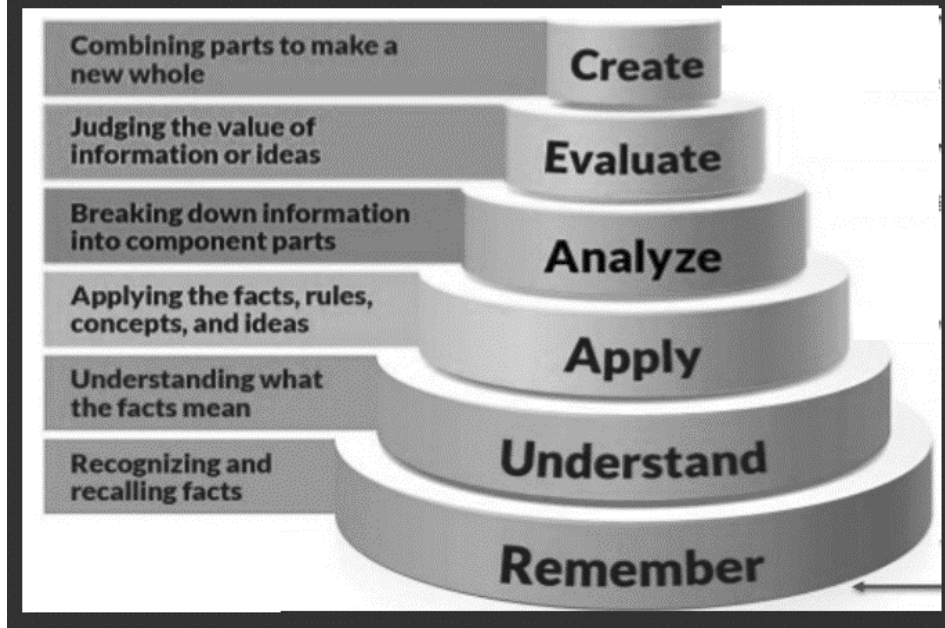 Combining parts to make a
new whole
Create
Judging the value of
information or ideas
Evaluate
Breaking down information
into component parts
Analyze
Applying the facts, rules,
concepts, and ideas
Apply
Understanding what
the facts mean
Understand
Recognizing and
recalling facts
Remember